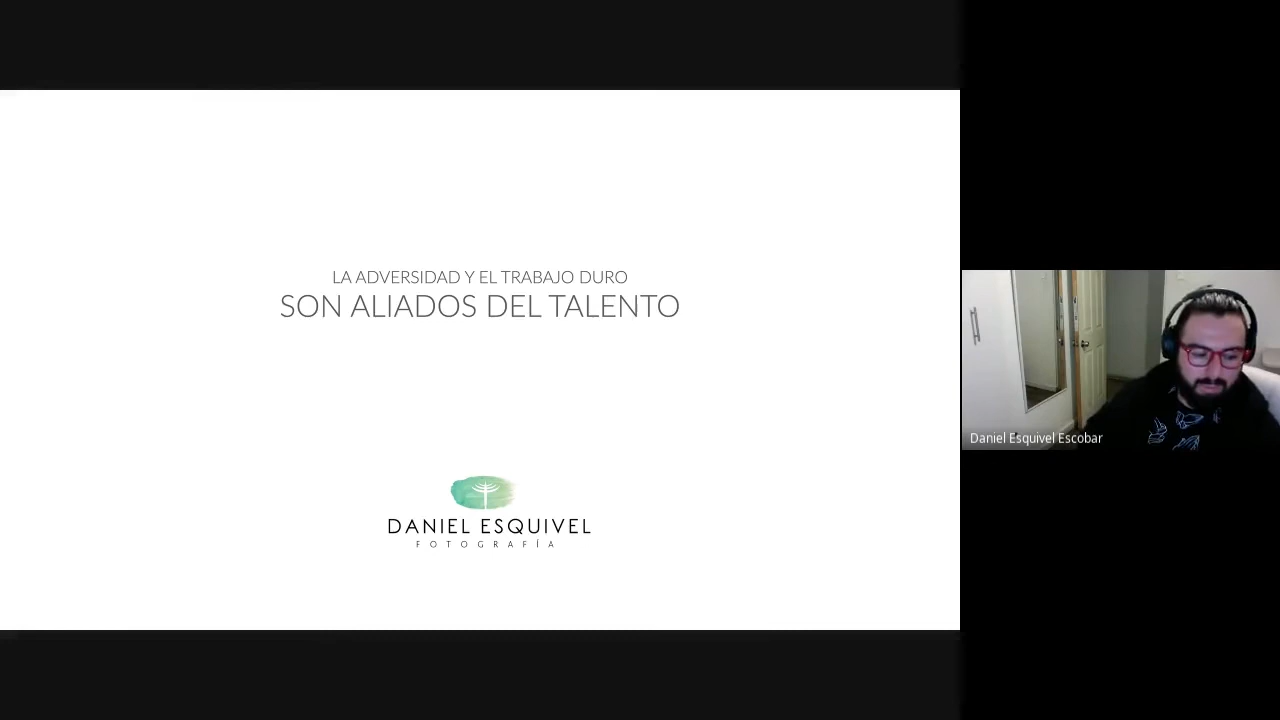 LA ADVERSIDAD Y EL TRABAJO DURO
SON ALIADOS DEL TALENTO
DANIEL ESQUIVEL
FOTOGRAFÍA
Daniel Esquivel Escobar